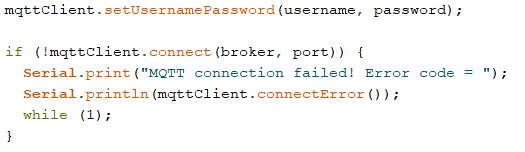 mqttClient.setUsernamePassword(username, password);
if (!mqttClient.connect(broker, port)) {
Serial.print("MQTT connection failed! Error code = ");
Serial.println(mqttClient.connectError());
while (1);
}